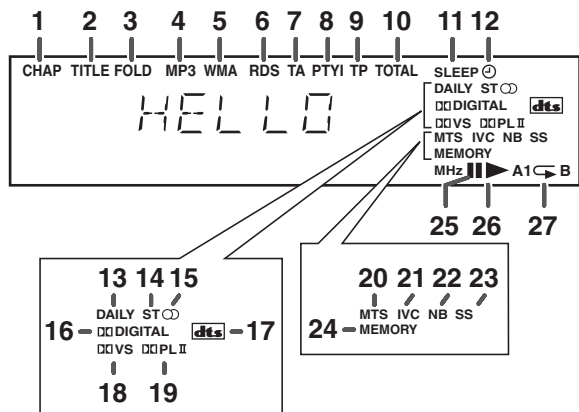 1 2 3 4 5 6 7 8 9 10 11 12
CHAP TITLE FOLD MP3 WMA RDS TA PTYI TP TOTAL SLEEP
DAILY ST
HELLO
DIGITAL dts
VS PL II
MTS IVC NB SS
MEMORY
MHz A1 B
25 26 27
13 14 15
DAILY ST
16 DIGITAL dts 17
VS PL II
18 19
20 21 22 23
MTS IVC NB SS
24 MEMORY